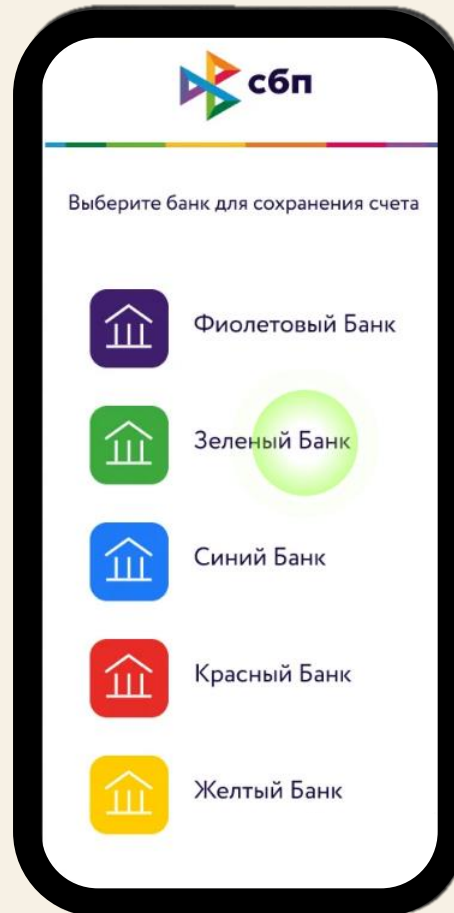 сбп
Выберите банк для сохранения счета
Фиолетовый Банк
Зеленый Банк
Синий Банк
Красный Банк
Желтый Банк